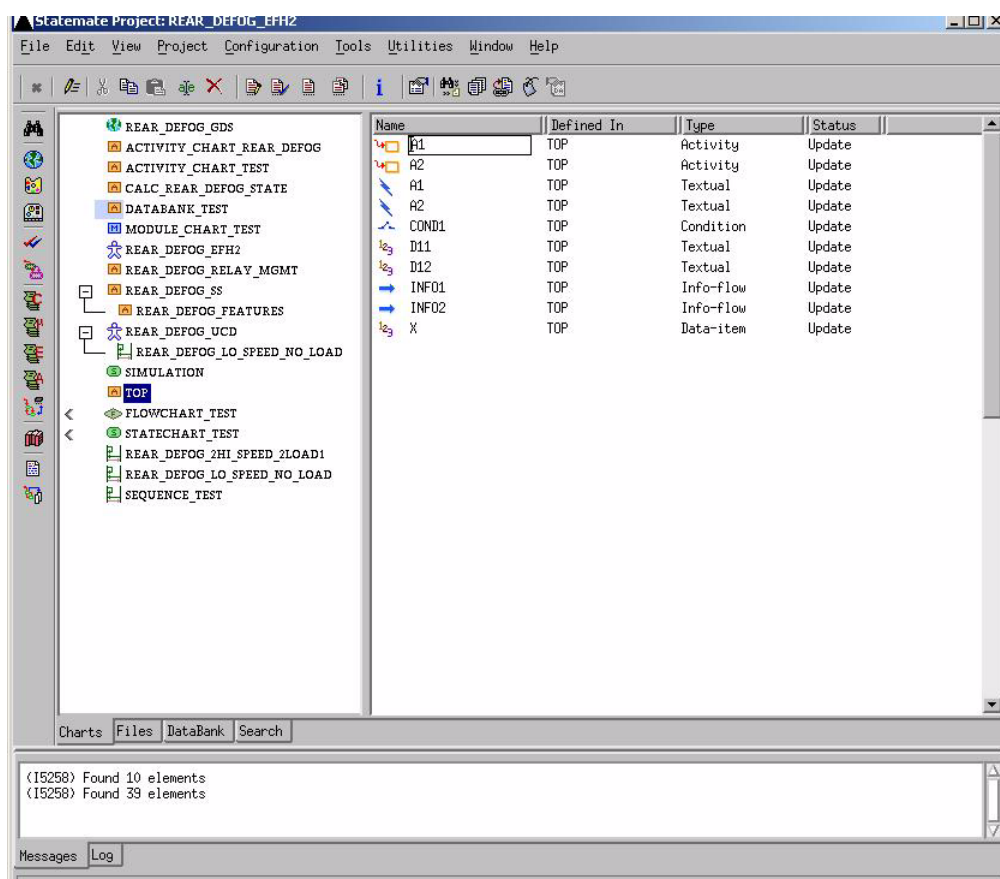 Statemate Project: REAR_DEFOG_EFH2
File Edit View Project Configuration Tools Utilities Window Help
REAR_DEFOG_GDS
ACTIVITY_CHART_REAR_DEFOG
ACTIVITY_CHART_TEST
CALC_REAR_DEFOG_STATE
DATABANK_TEST
MODULE_CHART_TEST
REAR_DEFOG_EFH2
REAR_DEFOG_RELAY_MGMT
REAR_DEFOG_SS
REAR_DEFOG_FEATURES
REAR_DEFOG_UCD
REAR_DEFOG_LO_SPEED_NO_LOAD
SIMULATION
TOP
FLOWCHART_TEST
STATECHART_TEST
REAR_DEFOG_2HI_SPEED_2LOAD1
REAR_DEFOG_LO_SPEED_NO_LOAD
SEQUENCE_TEST
Name Defined In Type Status
A1 TOP Activity Update
A2 TOP Activity Update
A1 TOP Textual Update
A2 TOP Textual Update
COND1 TOP Condition Update
D11 TOP Textual Update
D12 TOP Textual Update
INFO1 TOP Info-flow Update
INFO2 TOP Info-flow Update
X TOP Data-item Update
Charts Files DataBank Search
(I5258) Found 10 elements
(I5258) Found 39 elements
Messages Log